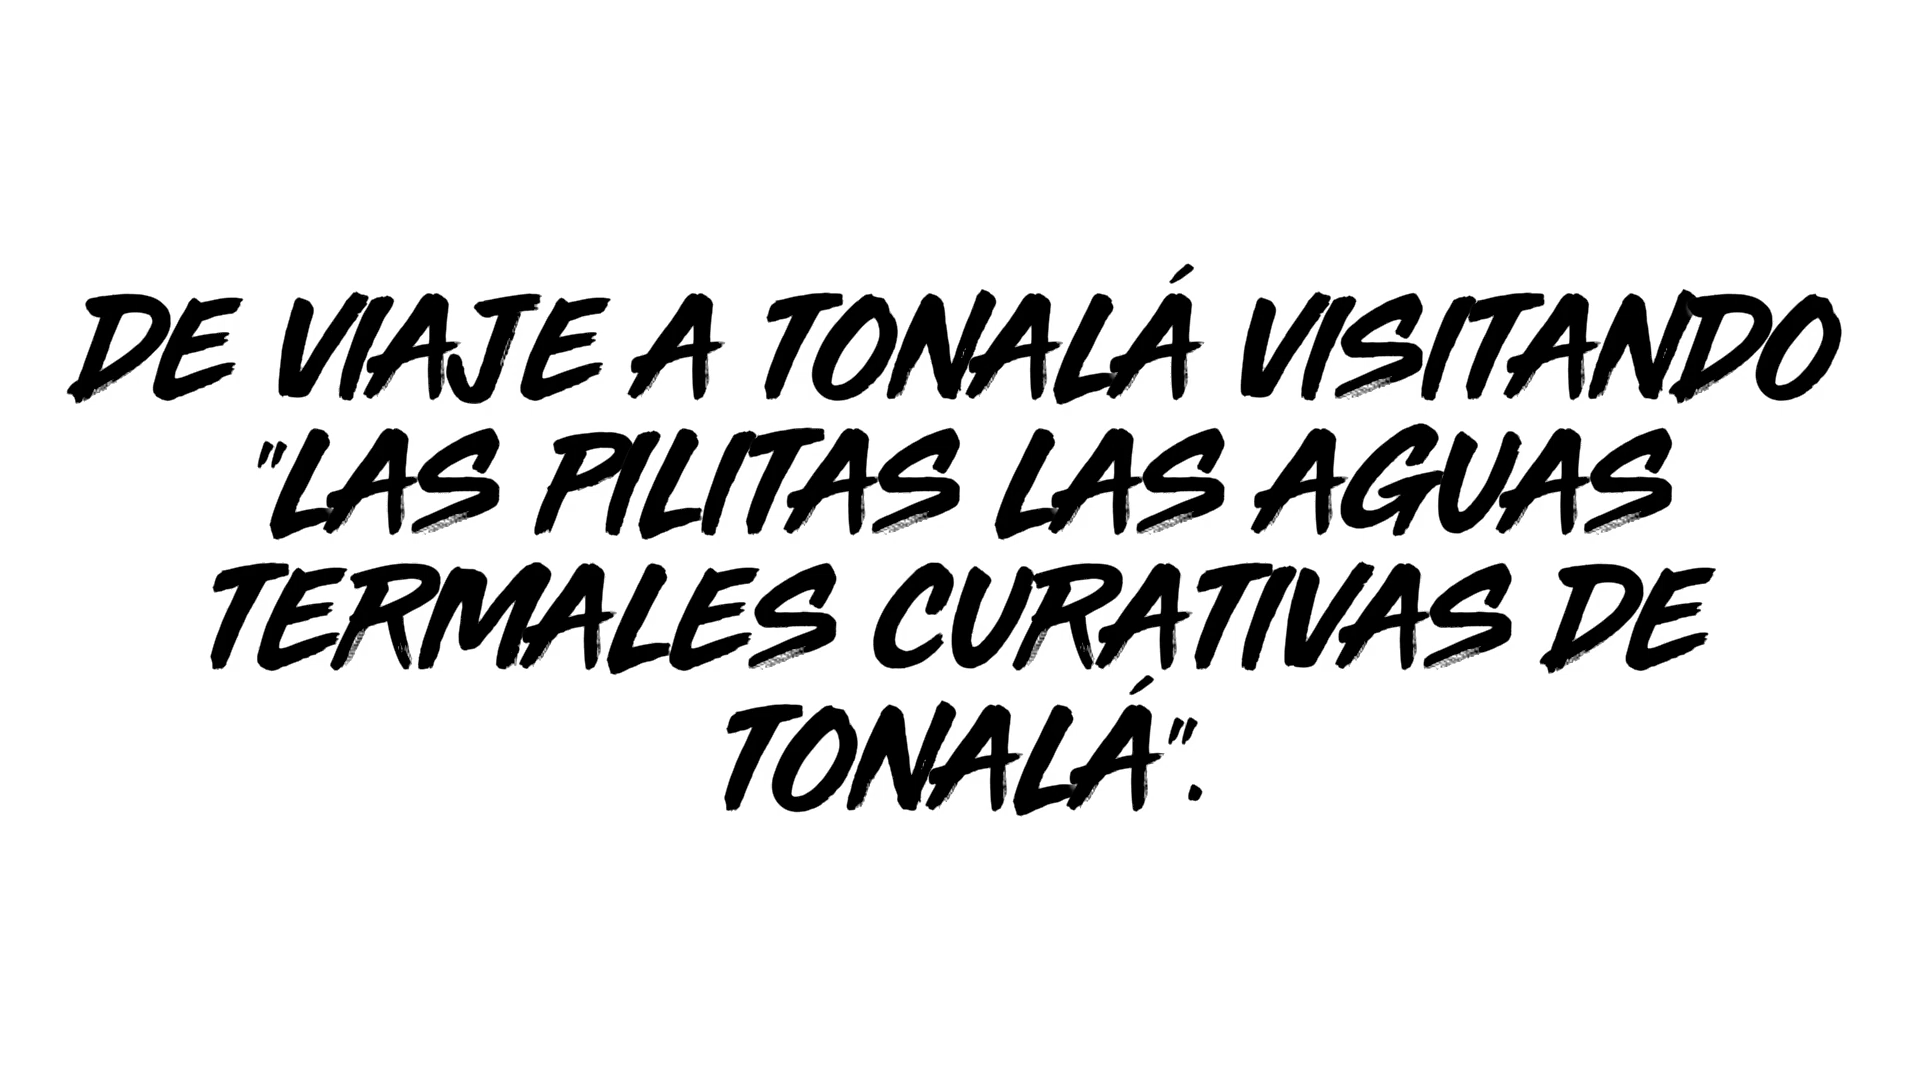 DE VIAJE A TONALÁ VISITANDO
"LAS PILITAS LAS AGUAS
TERMALES CURATIVAS DE
TONALÁ".